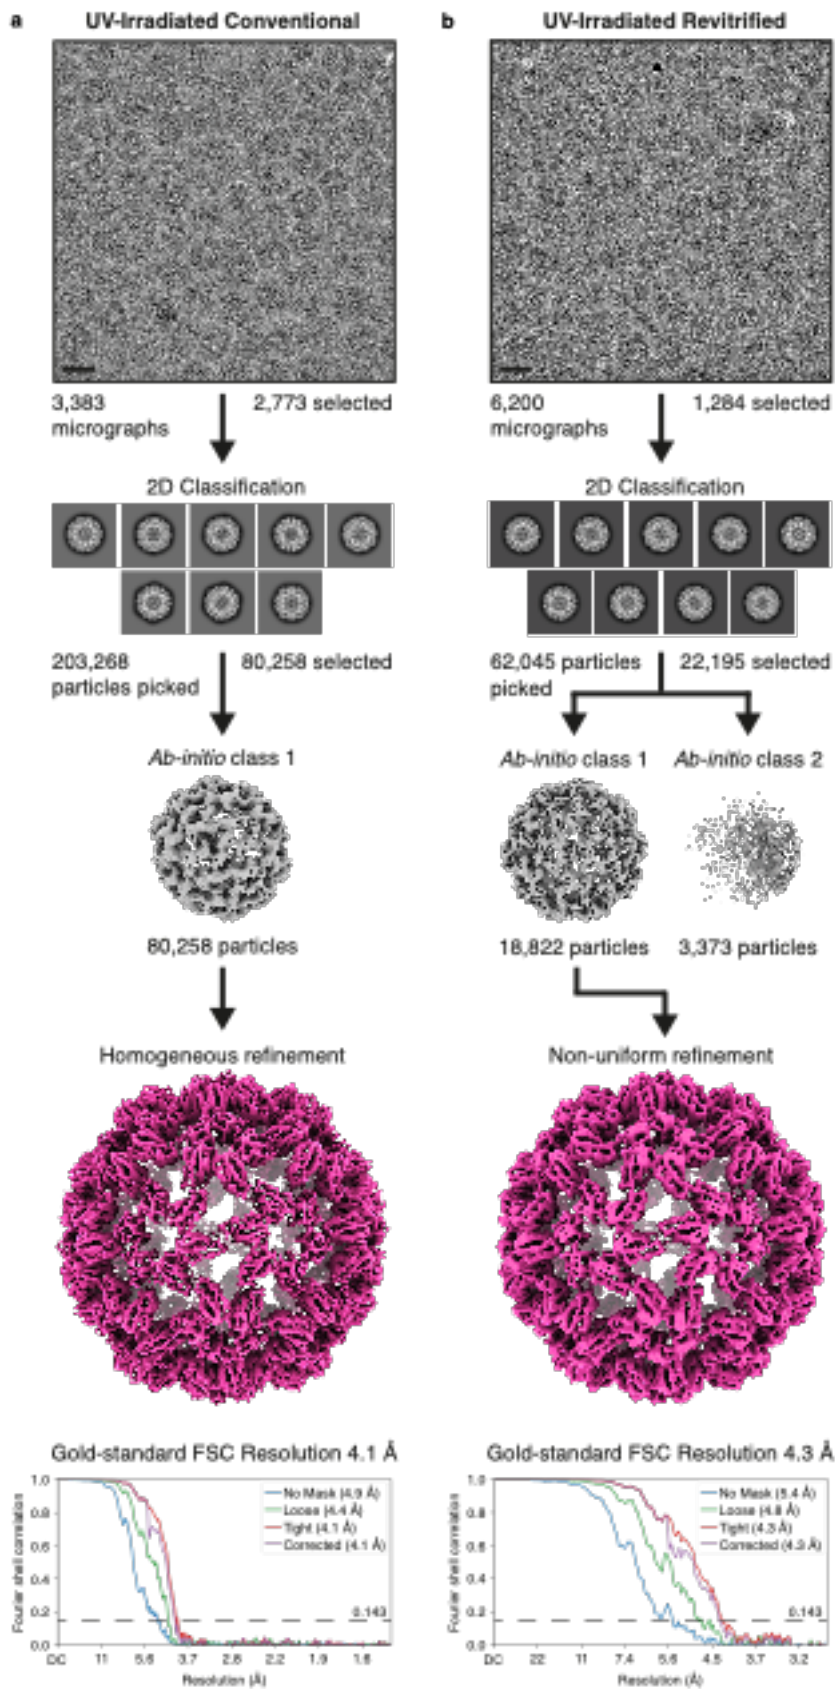 a UV-Irradiated Conventional
3,383 micrographs
2,773 selected
2D Classification
203,268 particles picked
80,258 selected
Ab-initio class 1
80,258 particles
Homogeneous refinement
Gold-standard FSC Resolution 4.1 Å
Fourier shell correlation
1.0
0.8
0.6
0.4
0.2
0.0
No Mask (4.9 Å)
Loose (4.4 Å)
Tight (4.1 Å)
Corrected (4.1 Å)
0.143
DC 11 5.6 3.7 2.8 2.2 1.9 1.6
Resolution (Å)
b UV-Irradiated Revitrified
6,200 micrographs
1,284 selected
2D Classification
62,045 particles picked
22,195 selected
Ab-initio class 1
Ab-initio class 2
18,822 particles
3,373 particles
Non-uniform refinement
Gold-standard FSC Resolution 4.3 Å
Fourier shell correlation
1.0
0.8
0.6
0.4
0.2
0.0
No Mask (5.4 Å)
Loose (4.8 Å)
Tight (4.3 Å)
Corrected (4.3 Å)
0.143
DC 22 11 7.4 5.6 4.5 3.7 3.2
Resolution (Å)